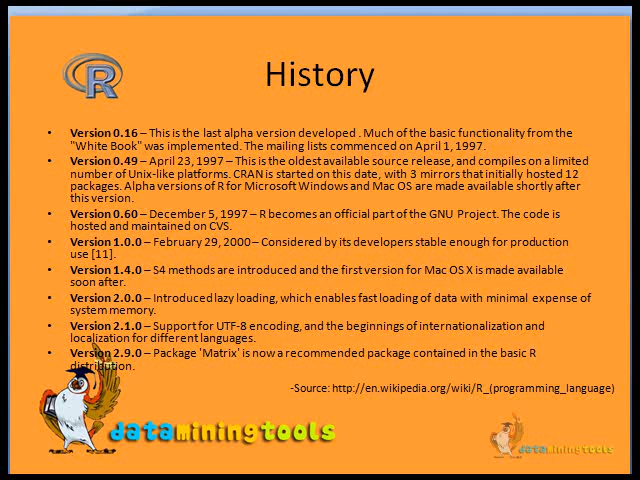 R
History
• Version 0.16 – This is the last alpha version developed . Much of the basic functionality from the
"White Book" was implemented. The mailing lists commenced on April 1, 1997.
• Version 0.49 – April 23, 1997 – This is the oldest available source release, and compiles on a limited
number of Unix-like platforms. CRAN is started on this date, with 3 mirrors that initially hosted 12
packages. Alpha versions of R for Microsoft Windows and Mac OS are made available shortly after
this version.
• Version 0.60 – December 5, 1997 – R becomes an official part of the GNU Project. The code is
hosted and maintained on CVS.
• Version 1.0.0 – February 29, 2000 – Considered by its developers stable enough for production
use [11].
• Version 1.4.0 – S4 methods are introduced and the first version for Mac OS X is made available
soon after.
• Version 2.0.0 – Introduced lazy loading, which enables fast loading of data with minimal expense of
system memory.
• Version 2.1.0 – Support for UTF-8 encoding, and the beginnings of internationalization and
localization for different languages.
• Version 2.9.0 – Package 'Matrix' is now a recommended package contained in the basic R
distribution.
-Source: http://en.wikipedia.org/wiki/R_(programming_language)
dataminingtools
dataminingtools